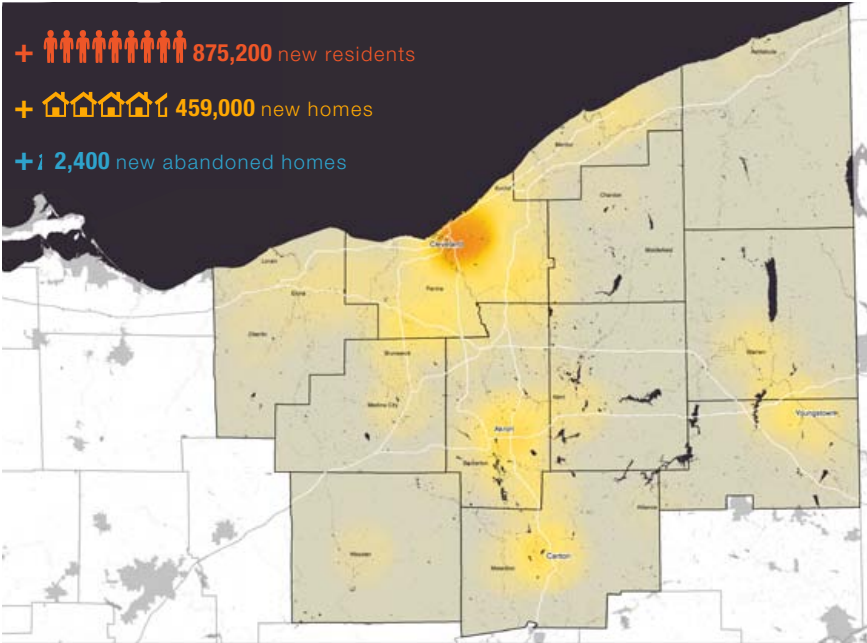 + 875,200 new residents
+ 459,000 new homes
+ 2,400 new abandoned homes
Ashtabula
Mentor
Euclid
Chardon
Cleveland
Middlefield
Lorain
Elyria
Parma
Oberlin
Brunswick
Warren
Medina City
Kent
Youngstown
Akron
Barberton
Alliance
Wooster
Canton
Massillon